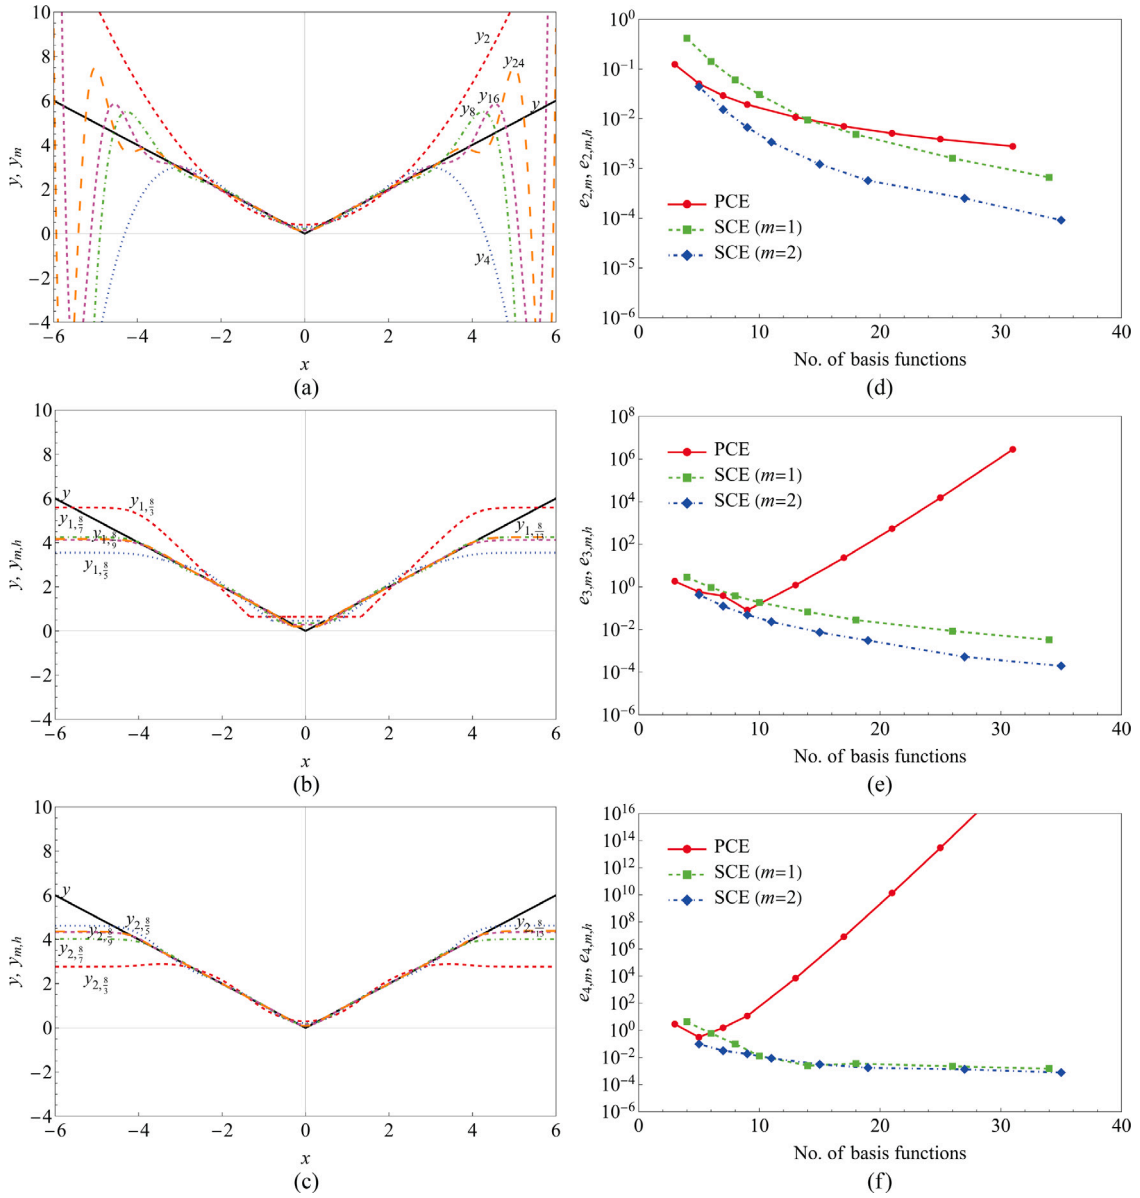 10
8
6
4
2
0
−2
−4
−6
−4
−2
0
2
4
6
y, y_m
x
y_2
y_24
y_16
y_8
y
y_4
(a)
10^0
10^{-1}
10^{-2}
10^{-3}
10^{-4}
10^{-5}
10^{-6}
0
10
20
30
40
e_{2,m}, e_{2,m,h}
PCE
SCE (m=1)
SCE (m=2)
No. of basis functions
(d)
10
8
6
4
2
0
−2
−4
−6
−4
−2
0
2
4
6
y, y_{m,h}
x
y
y_{1,8/3}
y_{1,8/7}
y_{1,8/9}
y_{1,8/13}
y_{1,8/5}
(b)
10^8
10^6
10^4
10^2
10^0
10^{-2}
10^{-4}
10^{-6}
0
10
20
30
40
e_{3,m}, e_{3,m,h}
PCE
SCE (m=1)
SCE (m=2)
No. of basis functions
(e)
10
8
6
4
2
0
−2
−4
−6
−4
−2
0
2
4
6
y, y_{m,h}
x
y
y_{2,8/5}
y_{2,8/9}
y_{2,8/13}
y_{2,8/7}
y_{2,8/3}
(c)
10^{16}
10^{14}
10^{12}
10^{10}
10^8
10^6
10^4
10^2
10^0
10^{-2}
10^{-4}
10^{-6}
0
10
20
30
40
e_{4,m}, e_{4,m,h}
PCE
SCE (m=1)
SCE (m=2)
No. of basis functions
(f)